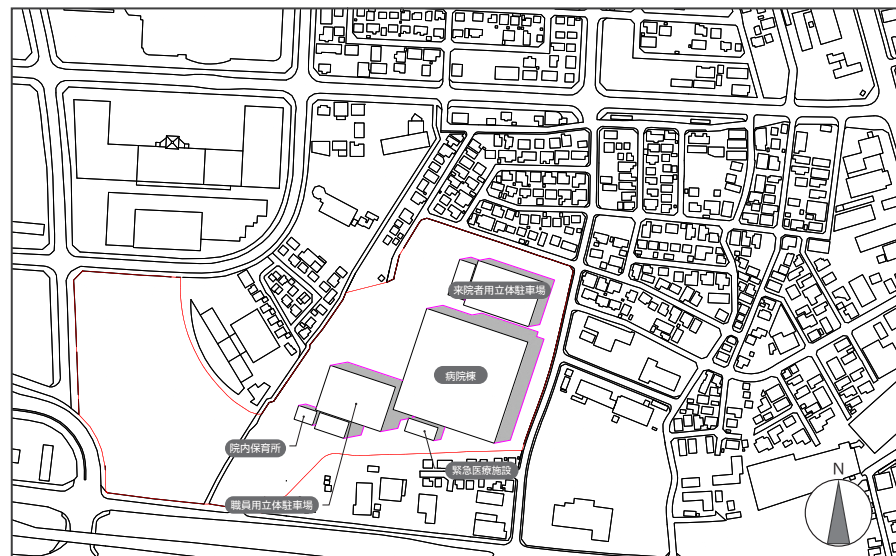 来院者用立体駐車場
病院棟
院内保育所
緊急医療施設
職員用立体駐車場
N